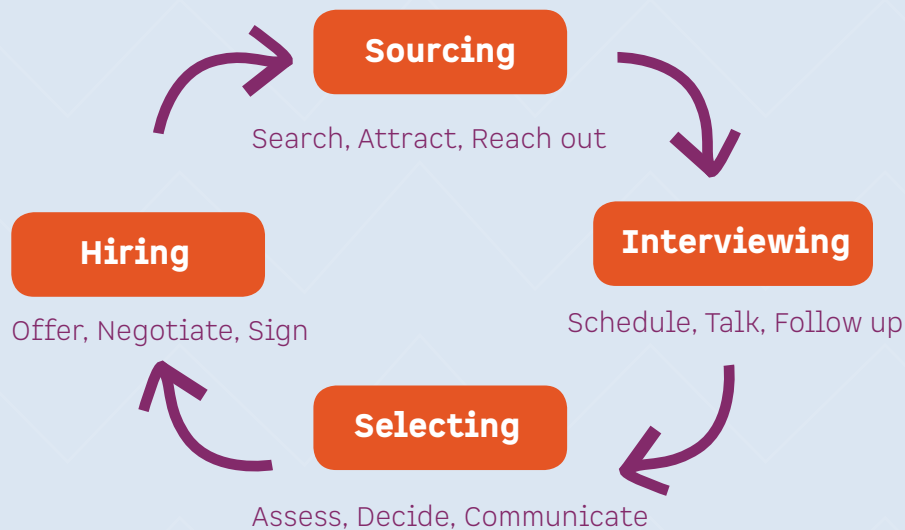 Sourcing
Search, Attract, Reach out
Interviewing
Schedule, Talk, Follow up
Selecting
Assess, Decide, Communicate
Hiring
Offer, Negotiate, Sign